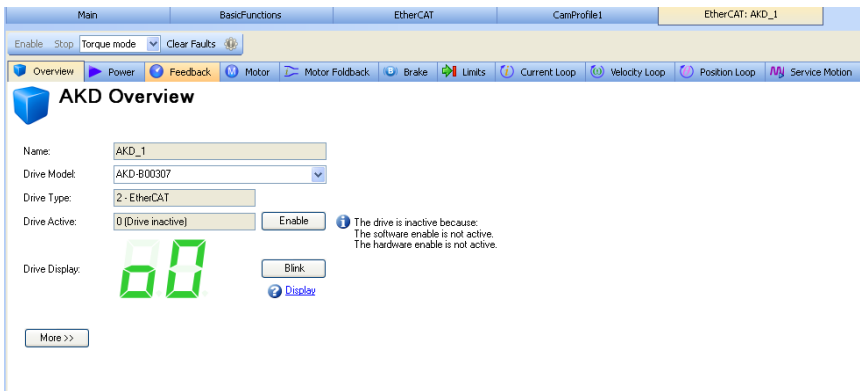 Main BasicFunctions EtherCAT CamProfile1 EtherCAT: AKD_1
Enable Stop Torque mode Clear Faults
Overview Power Feedback Motor Motor Foldback Brake Limits Current Loop Velocity Loop Position Loop Service Motion
AKD Overview
Name: AKD_1
Drive Model: AKD-B00307
Drive Type: 2 - EtherCAT
Drive Active: 0 (Drive inactive) Enable The drive is inactive because:
The software enable is not active.
The hardware enable is not active.
Drive Display: o0 Blink
Display
More >>